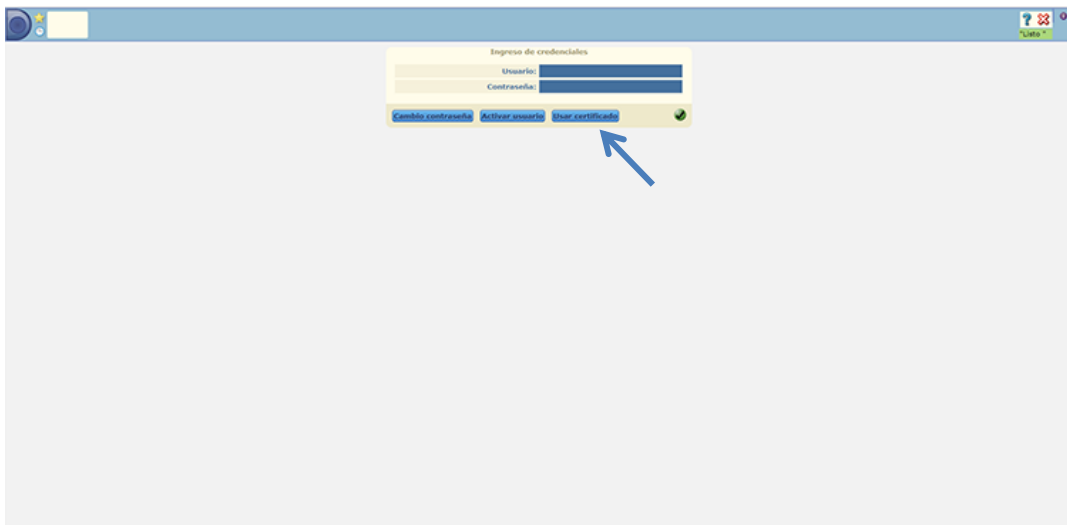 ? ✖
"Listo "
Ingreso de credenciales
Usuario:
Contraseña:
Cambio contraseña Activar usuario Usar certificado